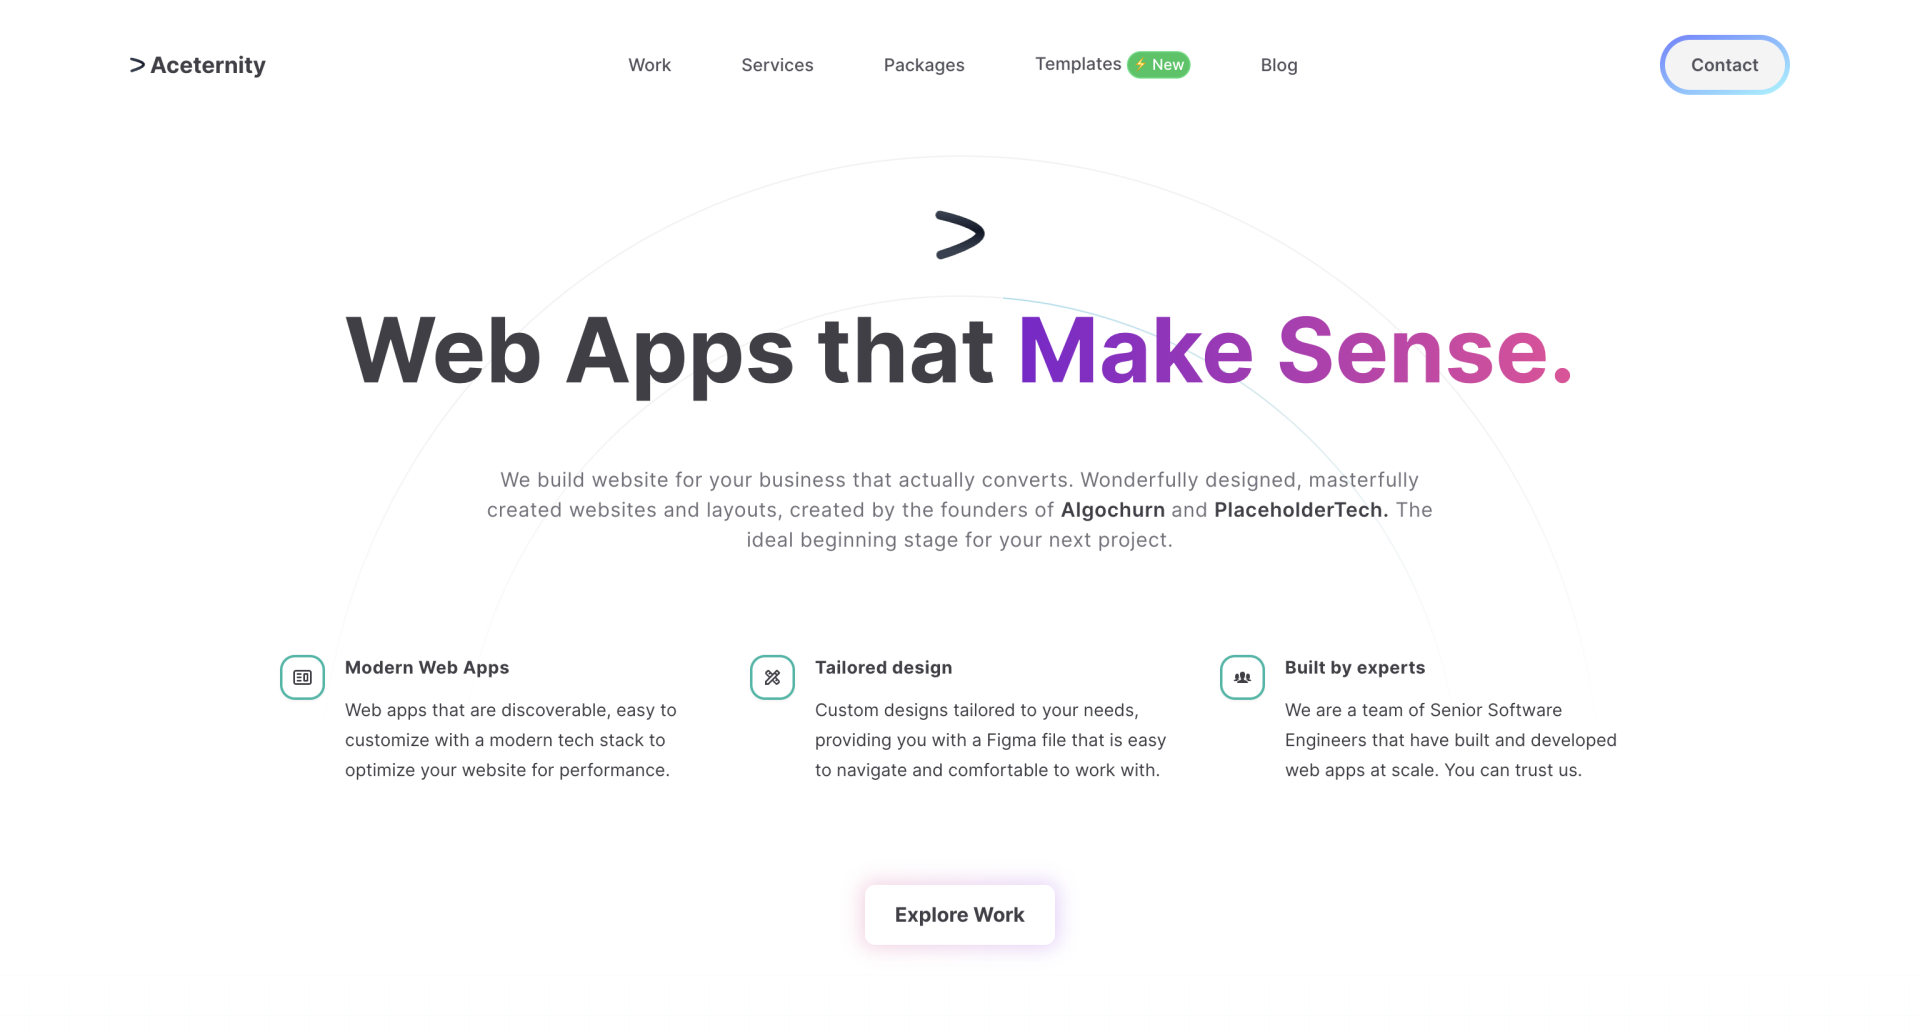 Aceternity
Work
Services
Packages
Templates ⚡ New
Blog
Contact
Web Apps that Make Sense.
We build website for your business that actually converts. Wonderfully designed, masterfully
created websites and layouts, created by the founders of Algochurn and PlaceholderTech. The
ideal beginning stage for your next project.
Modern Web Apps
Web apps that are discoverable, easy to
customize with a modern tech stack to
optimize your website for performance.
Tailored design
Custom designs tailored to your needs,
providing you with a Figma file that is easy
to navigate and comfortable to work with.
Built by experts
We are a team of Senior Software
Engineers that have built and developed
web apps at scale. You can trust us.
Explore Work